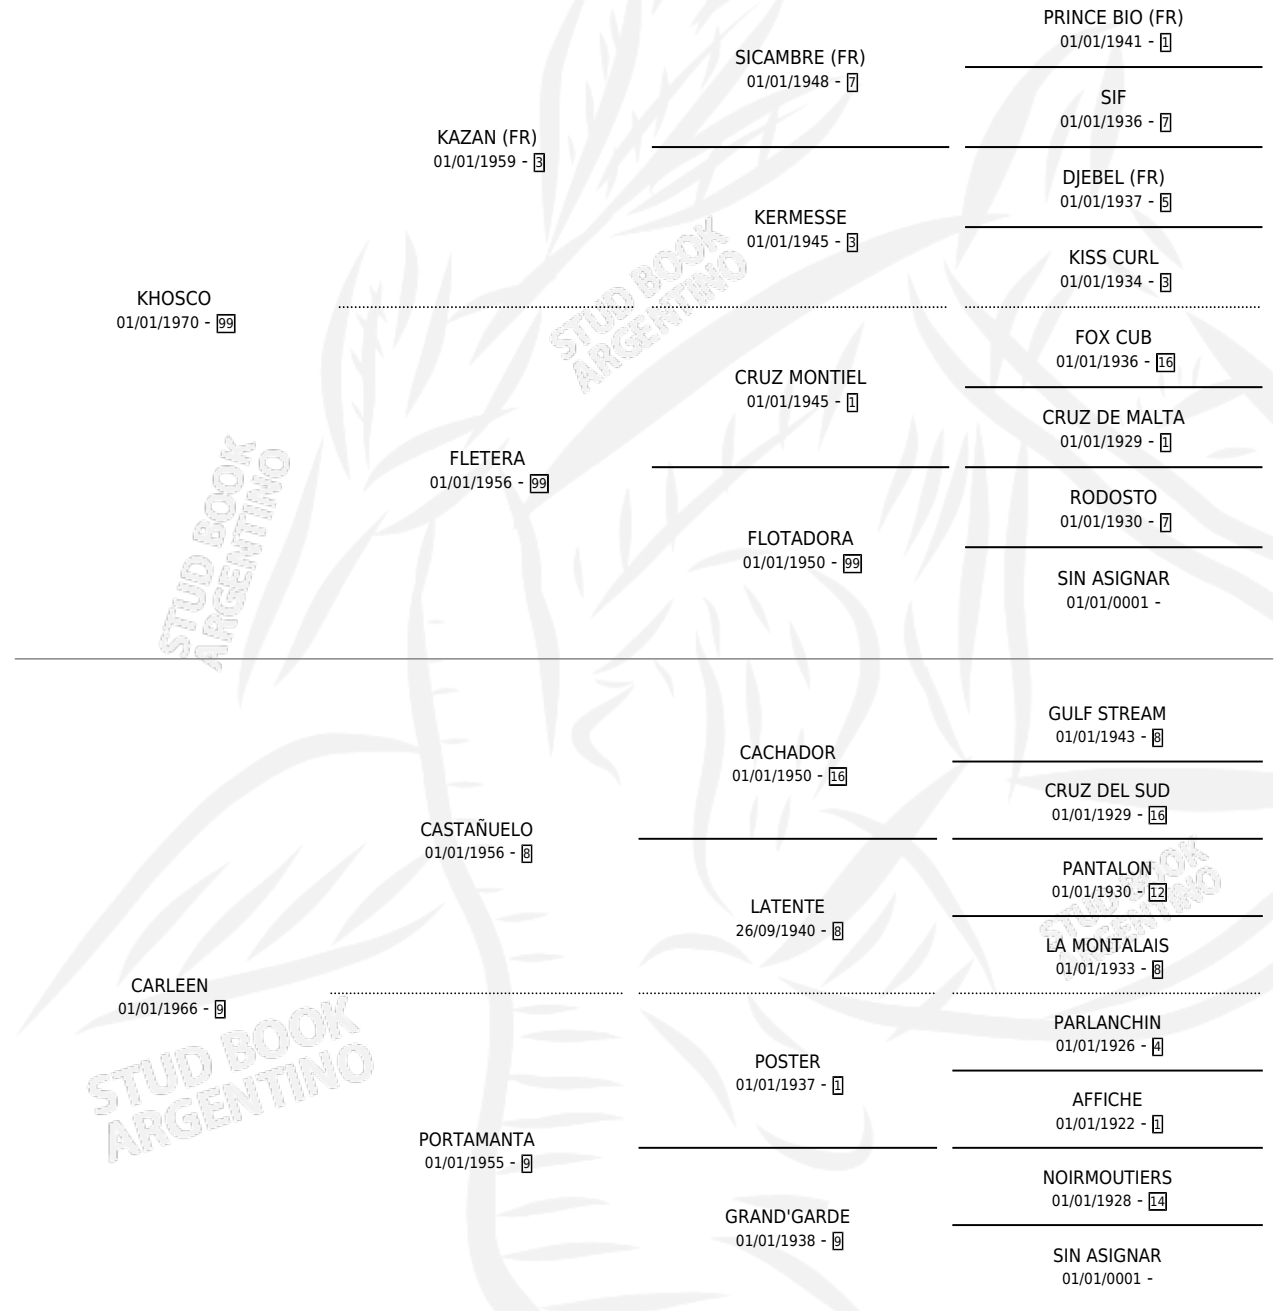 PRINCE BIO (FR)
01/01/1941 - 1
SICAMBRE (FR)
01/01/1948 - 7
SIF
01/01/1936 - 7
KAZAN (FR)
01/01/1959 - 3
DJEBEL (FR)
01/01/1937 - 5
KERMESSE
01/01/1945 - 3
KISS CURL
01/01/1934 - 3
KHOSCO
01/01/1970 - 99
STUD BOOK
ARGENTINO
FOX CUB
01/01/1936 - 16
CRUZ MONTIEL
01/01/1945 - 1
CRUZ DE MALTA
01/01/1929 - 1
FLETERA
01/01/1956 - 99
RODOSTO
01/01/1930 - 7
FLOTADORA
01/01/1950 - 99
SIN ASIGNAR
01/01/0001 -
STUD BOOK
ARGENTINO
GULF STREAM
01/01/1943 - 8
CACHADOR
01/01/1950 - 16
CRUZ DEL SUD
01/01/1929 - 16
CASTAÑUELO
01/01/1956 - 8
PANTALON
01/01/1930 - 12
LATENTE
26/09/1940 - 8
STUD BOOK
ARGENTINO
LA MONTALAIS
01/01/1933 - 8
CARLEEN
01/01/1966 - 9
STUD BOOK
ARGENTINO
PARLANCHIN
01/01/1926 - 4
POSTER
01/01/1937 - 1
AFFICHE
01/01/1922 - 1
PORTAMANTA
01/01/1955 - 9
NOIRMOUTIERS
01/01/1928 - 14
GRAND'GARDE
01/01/1938 - 9
SIN ASIGNAR
01/01/0001 -